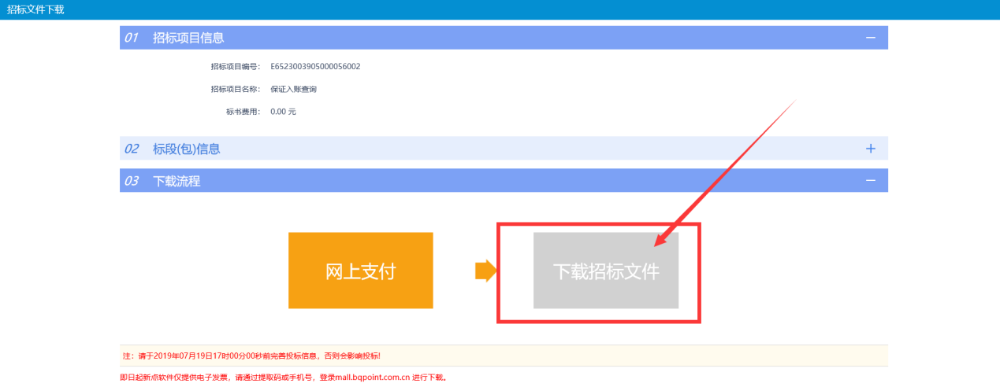 招标文件下载
01 招标项目信息 —
招标项目编号： E6523003905000056002
招标项目名称： 保证入账查询
标书费用： 0.00 元
02 标段(包)信息 +
03 下载流程 —
网上支付 下载招标文件
注：请于2019年07月19日17时00分00秒前完善投标信息，否则会影响投标!
即日起新点软件仅提供电子发票，请通过提取码或手机号，登录mall.bqpoint.com.cn 进行下载。